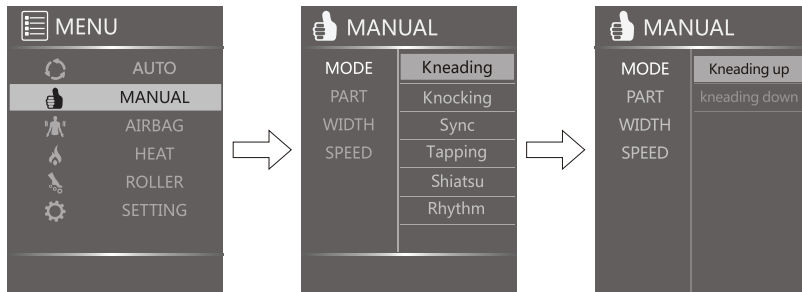 MENU
AUTO
MANUAL
AIRBAG
HEAT
ROLLER
SETTING
MANUAL
MODE Kneading
PART Knocking
WIDTH Sync
SPEED Tapping
Shiatsu
Rhythm
MANUAL
MODE Kneading up
PART kneading down
WIDTH
SPEED